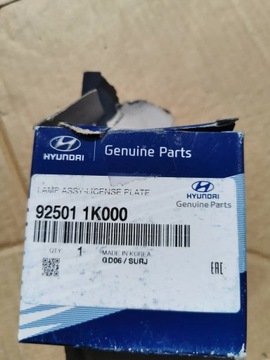 HYUNDAI
Genuine Parts
LAMP ASSY-LICENSE PLATE
92501 1K000
HYUNDAI
Genuine Parts
QTY 1 MADE IN KOREA
GD06 / SURJ
EAC